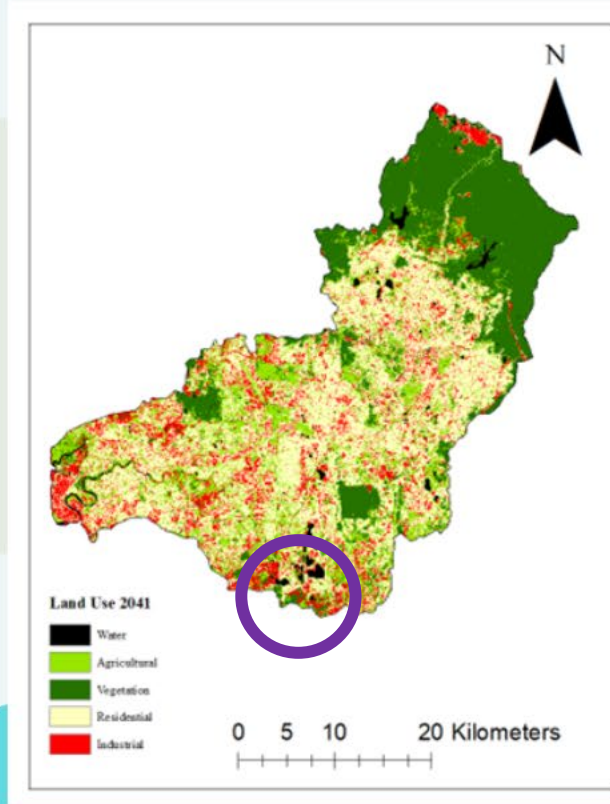 N
Land Use 2041
Water
Agricultural
Vegetation
Residential
Industrial
0 5 10 20 Kilometers